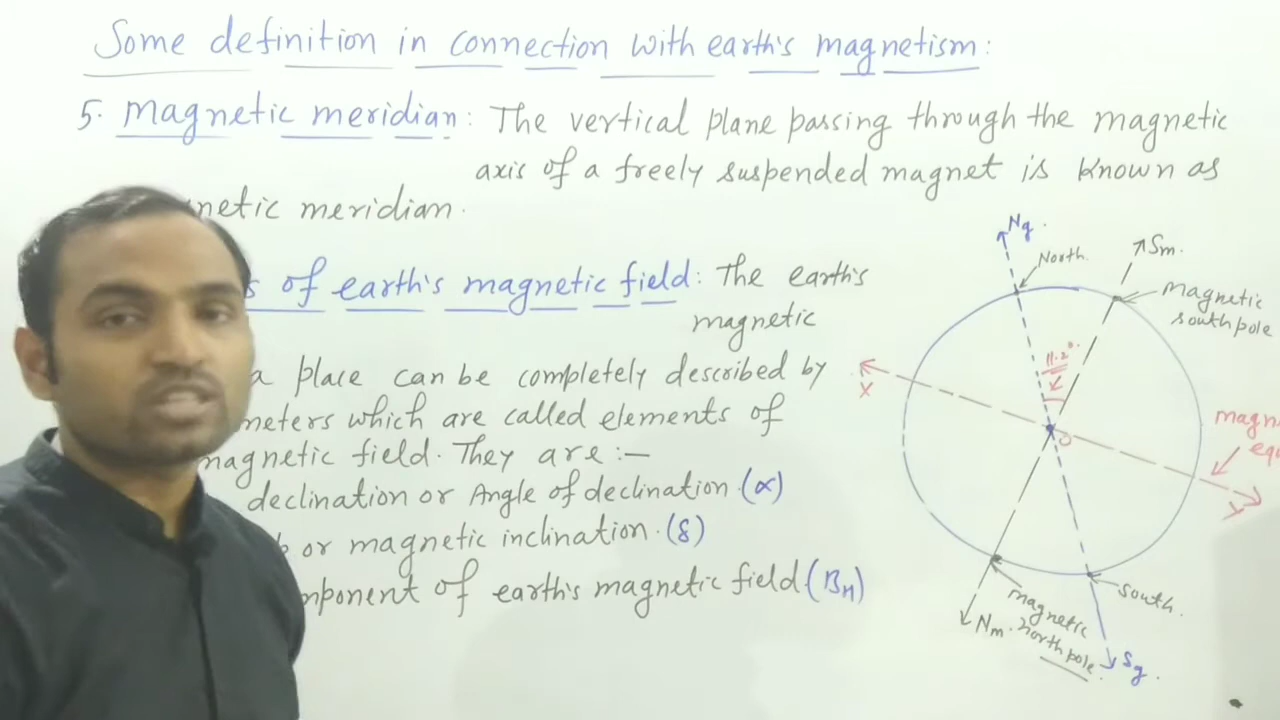 Some definition in connection with earth's magnetism:
5. Magnetic meridian: The vertical plane passing through the magnetic
axis of a freely suspended magnet is known as
netic meridian.
s of earth's magnetic field: The earth's
magnetic
a place can be completely described by
meters which are called elements of
magnetic field. They are :-
declination or Angle of declination (α)
or magnetic inclination. (δ)
mponent of earth's magnetic field (BH)
Ng.
North.
Sm.
magnetic
south pole
11.2°
X
O
magn
equ
Y
south.
magnetic
north pole.
Nm.
Sg.